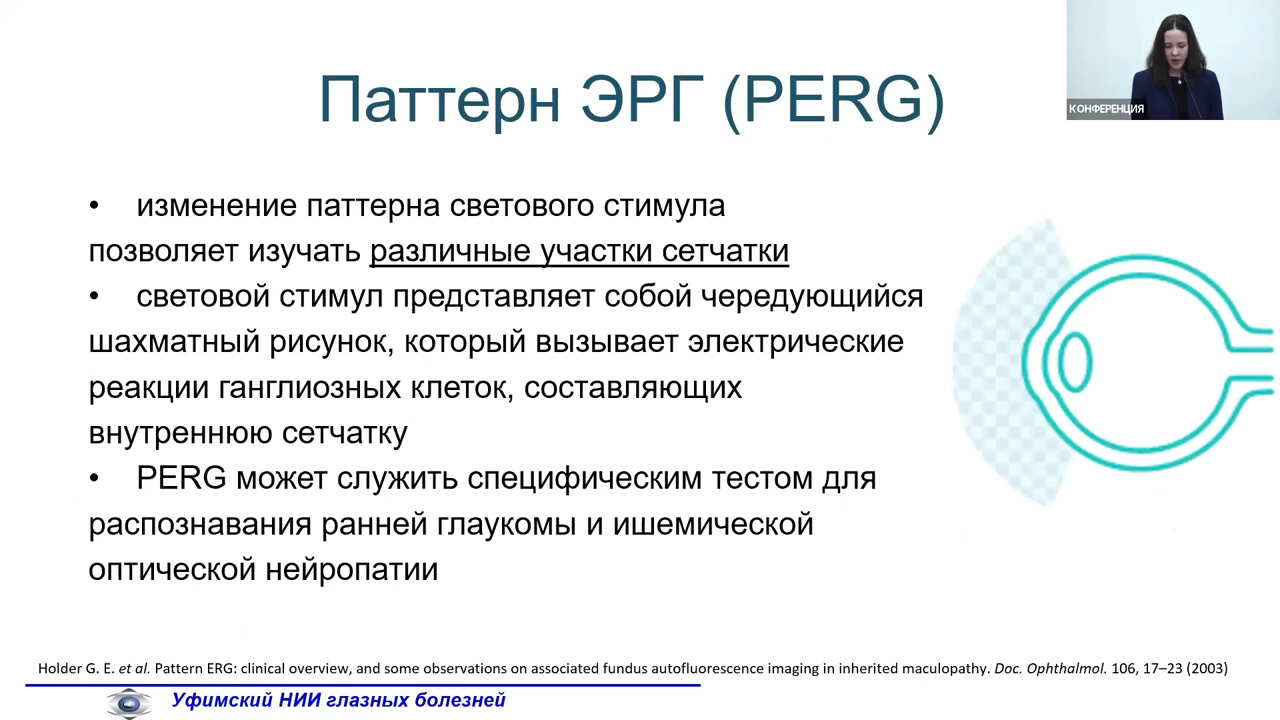 КОНФЕРЕНЦИЯ
Паттерн ЭРГ (PERG)
• изменение паттерна светового стимула
позволяет изучать различные участки сетчатки
• световой стимул представляет собой чередующийся
шахматный рисунок, который вызывает электрические
реакции ганглиозных клеток, составляющих
внутреннюю сетчатку
• PERG может служить специфическим тестом для
распознавания ранней глаукомы и ишемической
оптической нейропатии
Holder G. E. et al. Pattern ERG: clinical overview, and some observations on associated fundus autofluorescence imaging in inherited maculopathy. Doc. Ophthalmol. 106, 17–23 (2003)
Уфимский НИИ глазных болезней